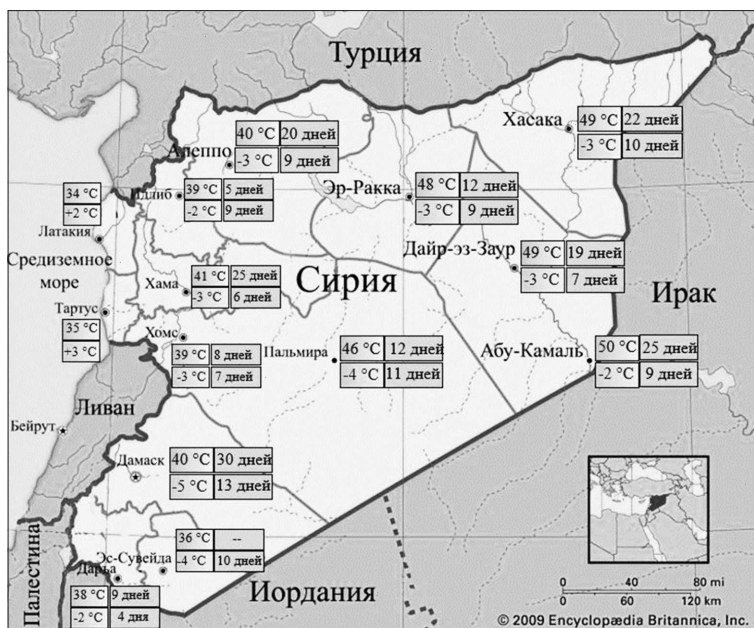 Турция
Хасака
49 °C 22 дней
-3 °C 10 дней
40 °C 20 дней
Алеппо
-3 °C 9 дней
Эр-Ракка
48 °C 12 дней
-3 °C 9 дней
Идлиб
39 °C 5 дней
-2 °C 9 дней
34 °C
+2 °C
Латакия
Дайр-эз-Заур
49 °C 19 дней
-3 °C 7 дней
Средиземное
море
Хама
41 °C 25 дней
-3 °C 6 дней
Сирия
Ирак
Тартус
35 °C
+3 °C
Хомс
39 °C 8 дней
-3 °C 7 дней
Пальмира
46 °C 12 дней
-4 °C 11 дней
Абу-Камаль
50 °C 25 дней
-2 °C 9 дней
Ливан
Бейрут
Дамаск
40 °C 30 дней
-5 °C 13 дней
36 °C --
-4 °C 10 дней
Эс-Сувейда
Дарья
38 °C 9 дней
-2 °C 4 дня
Палестина
Иордания
0 40 80 mi
0 60 120 km
© 2009 Encyclopædia Britannica, Inc.